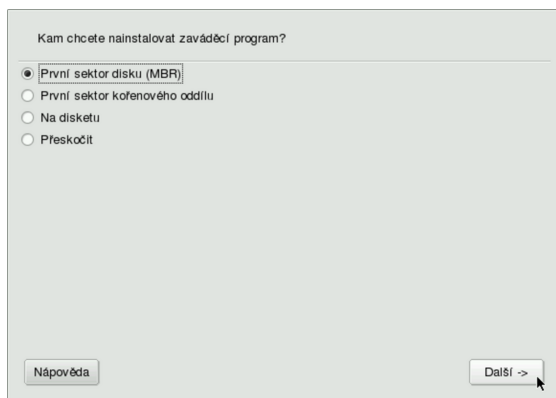 Kam chcete nainstalovat zaváděcí program?
První sektor disku (MBR)
První sektor kořenového oddílu
Na disketu
Přeskočit
Nápověda
Další ->